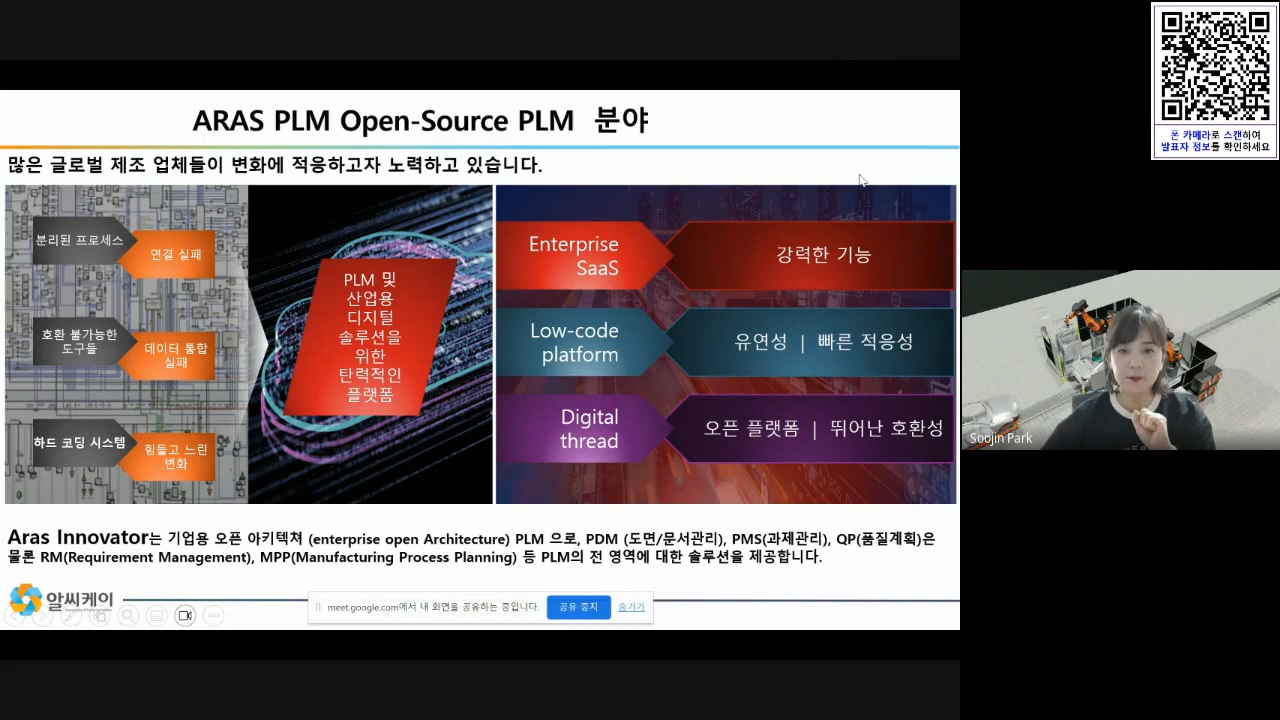 ARAS PLM Open-Source PLM 분야
많은 글로벌 제조 업체들이 변화에 적응하고자 노력하고 있습니다.
분리된 프로세스
연결 실패
호환 불가능한
도구들
데이터 통합
실패
하드 코딩 시스템
힘들고 느린
변화
PLM 및
산업용
디지털
솔루션을
위한
탄력적인
플랫폼
Enterprise
SaaS
강력한 기능
Low-code
platform
유연성 | 빠른 적응성
Digital
thread
오픈 플랫폼 | 뛰어난 호환성
Aras Innovator는 기업용 오픈 아키텍쳐 (enterprise open Architecture) PLM 으로, PDM (도면/문서관리), PMS(과제관리), QP(품질계획)은
물론 RM(Requirement Management), MPP(Manufacturing Process Planning) 등 PLM의 전 영역에 대한 솔루션을 제공합니다.
알씨케이
meet.google.com에서 내 화면을 공유하는 중입니다.
공유 중지
숨기기
폰 카메라로 스캔하여
발표자 정보를 확인하세요
Soojin Park